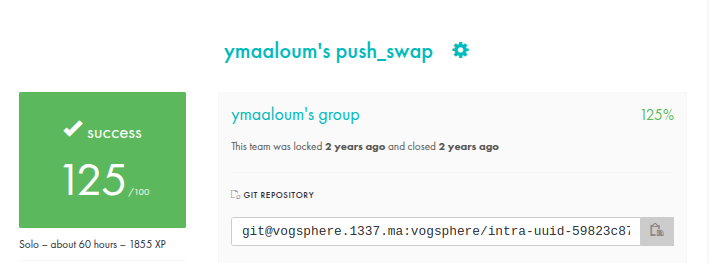 ymaaloum's push_swap
success
125/100
Solo – about 60 hours – 1855 XP
ymaaloum's group
125%
This team was locked 2 years ago and closed 2 years ago
GIT REPOSITORY
git@vogsphere.1337.ma:vogsphere/intra-uuid-59823c87